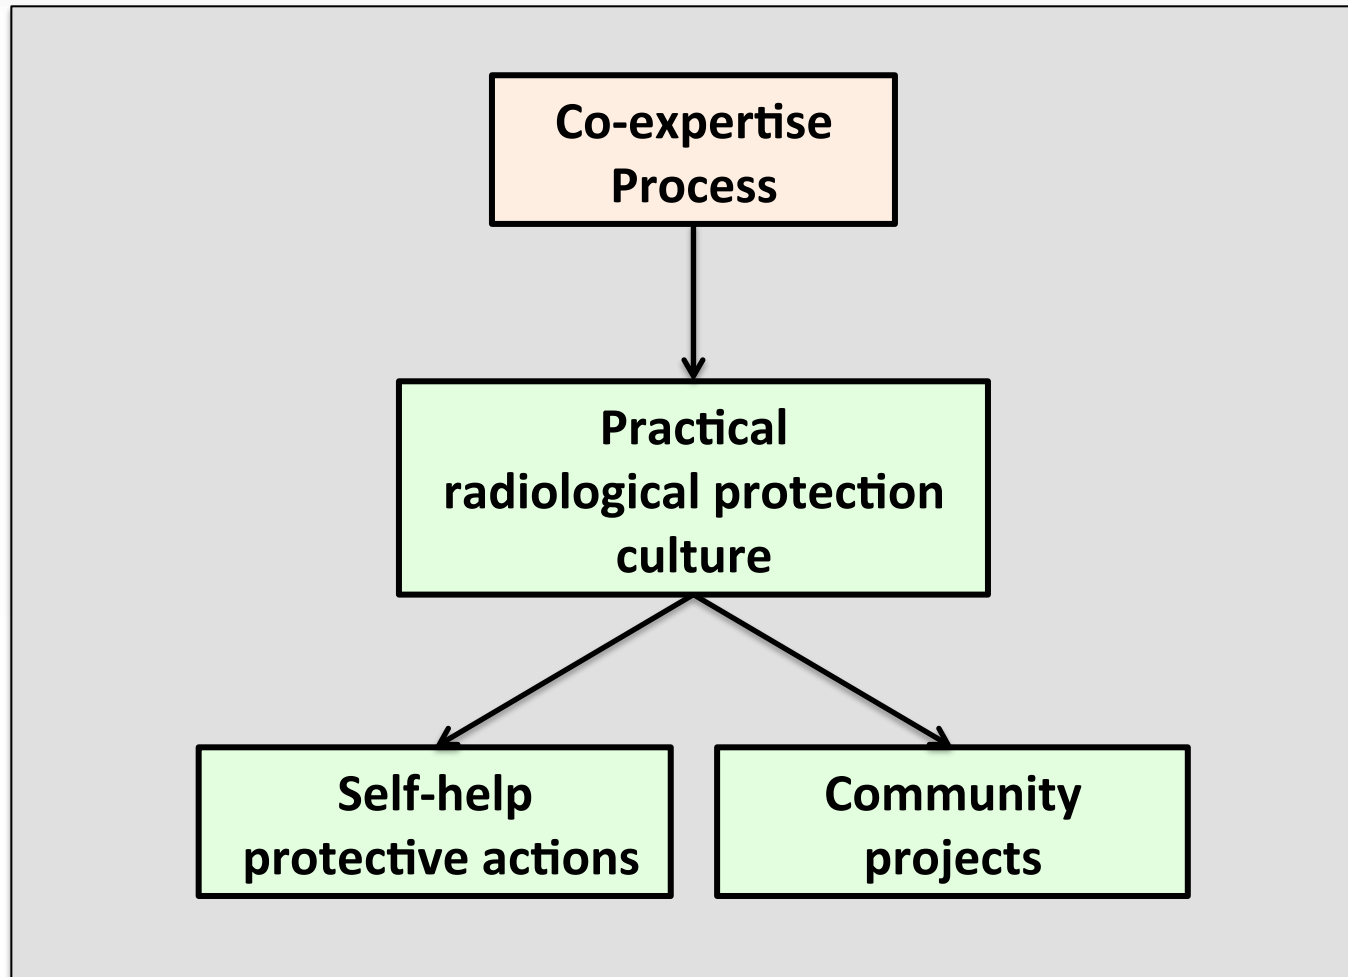 Co-expertise
Process
Practical
radiological protection
culture
Self-help
protective actions
Community
projects